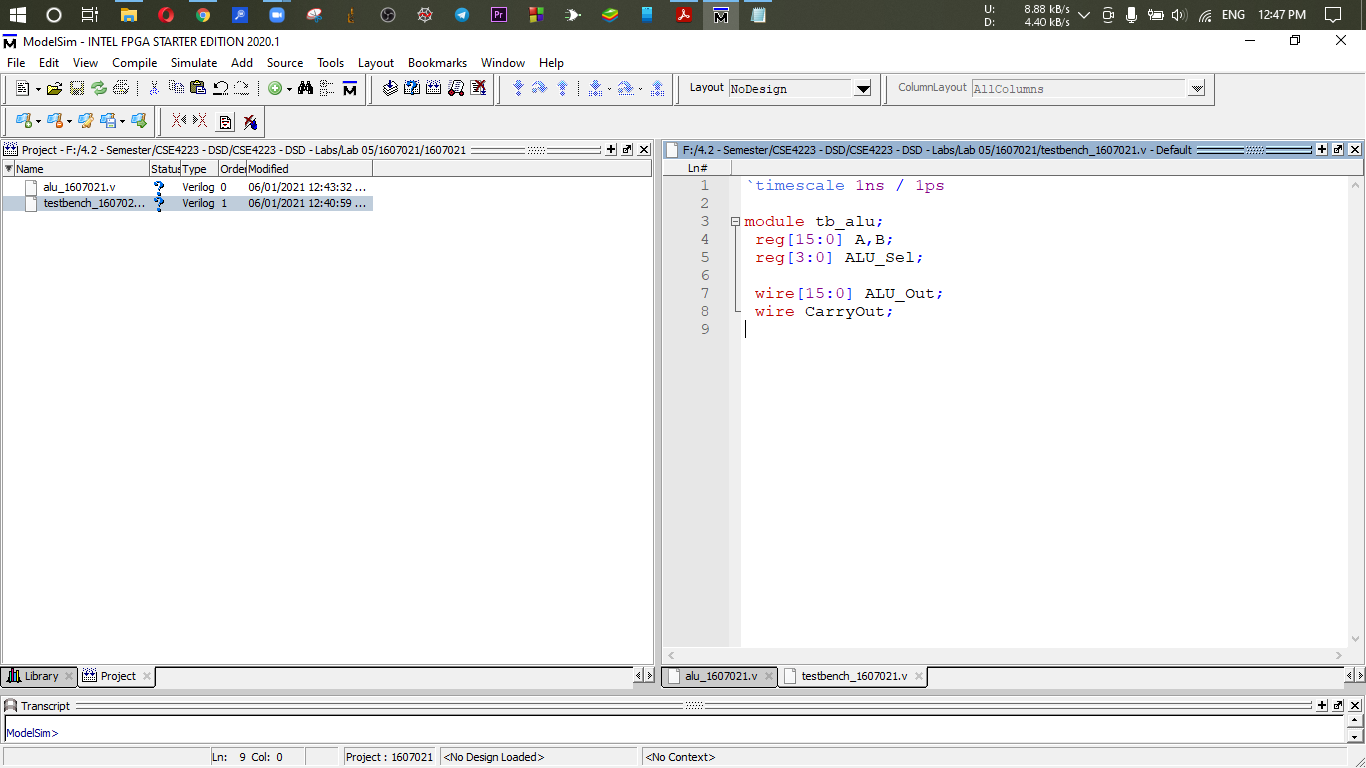 U: 8.88 kB/s
D: 4.40 kB/s
ENG 12:47 PM
ModelSim - INTEL FPGA STARTER EDITION 2020.1
File Edit View Compile Simulate Add Source Tools Layout Bookmarks Window Help
Layout NoDesign
ColumnLayout AllColumns
Project - F:/4.2 - Semester/CSE4223 - DSD/CSE4223 - DSD - Labs/Lab 05/1607021/1607021
Name Status Type Order Modified
alu_1607021.v ? Verilog 0 06/01/2021 12:43:32 ...
testbench_160702... ? Verilog 1 06/01/2021 12:40:59 ...
Library Project
F:/4.2 - Semester/CSE4223 - DSD/CSE4223 - DSD - Labs/Lab 05/1607021/testbench_1607021.v - Default
Ln#
1 `timescale 1ns / 1ps
2
3 module tb_alu;
4 reg[15:0] A,B;
5 reg[3:0] ALU_Sel;
6
7 wire[15:0] ALU_Out;
8 wire CarryOut;
9
alu_1607021.v testbench_1607021.v
Transcript
ModelSim>
Ln: 9 Col: 0 Project : 1607021 <No Design Loaded> <No Context>